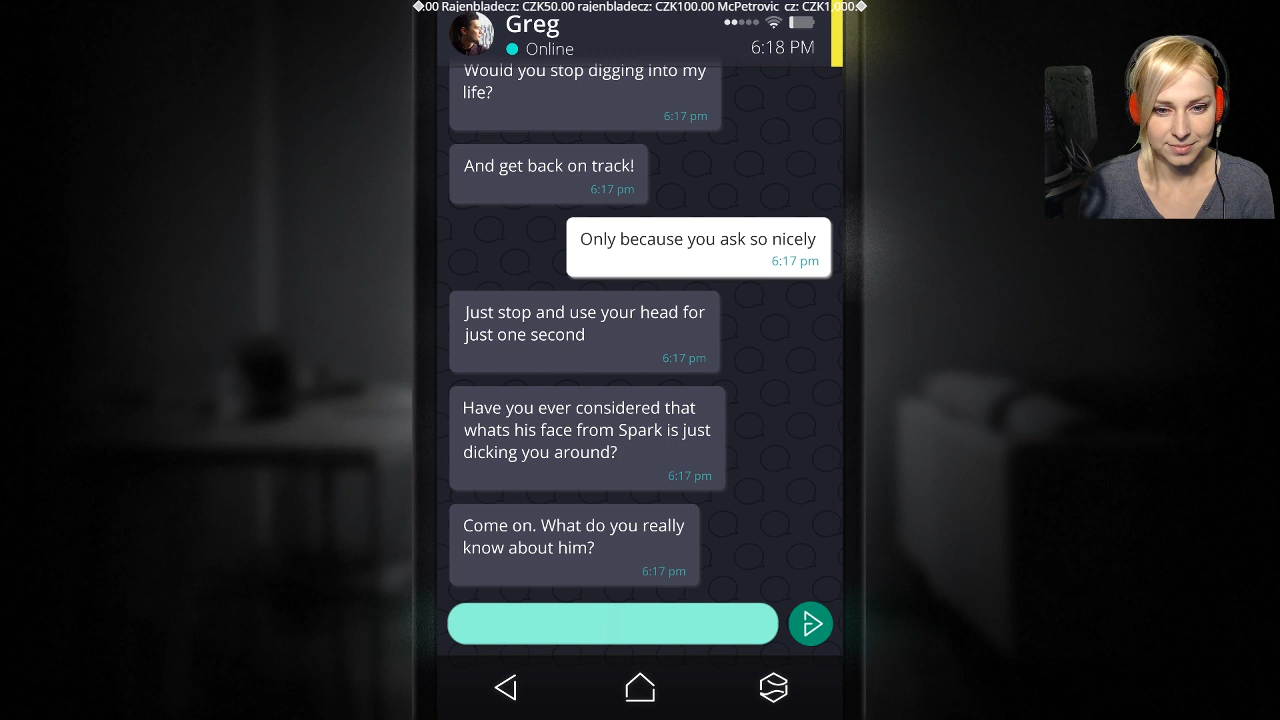 .00 Rajenbladecz: CZK50.00 rajenbladecz: CZK100.00 McPetrovic_cz: CZK1,000.
Greg
Online
6:18 PM
Would you stop digging into my
life?
6:17 pm
And get back on track!
6:17 pm
Only because you ask so nicely
6:17 pm
Just stop and use your head for
just one second
6:17 pm
Have you ever considered that
whats his face from Spark is just
dicking you around?
6:17 pm
Come on. What do you really
know about him?
6:17 pm